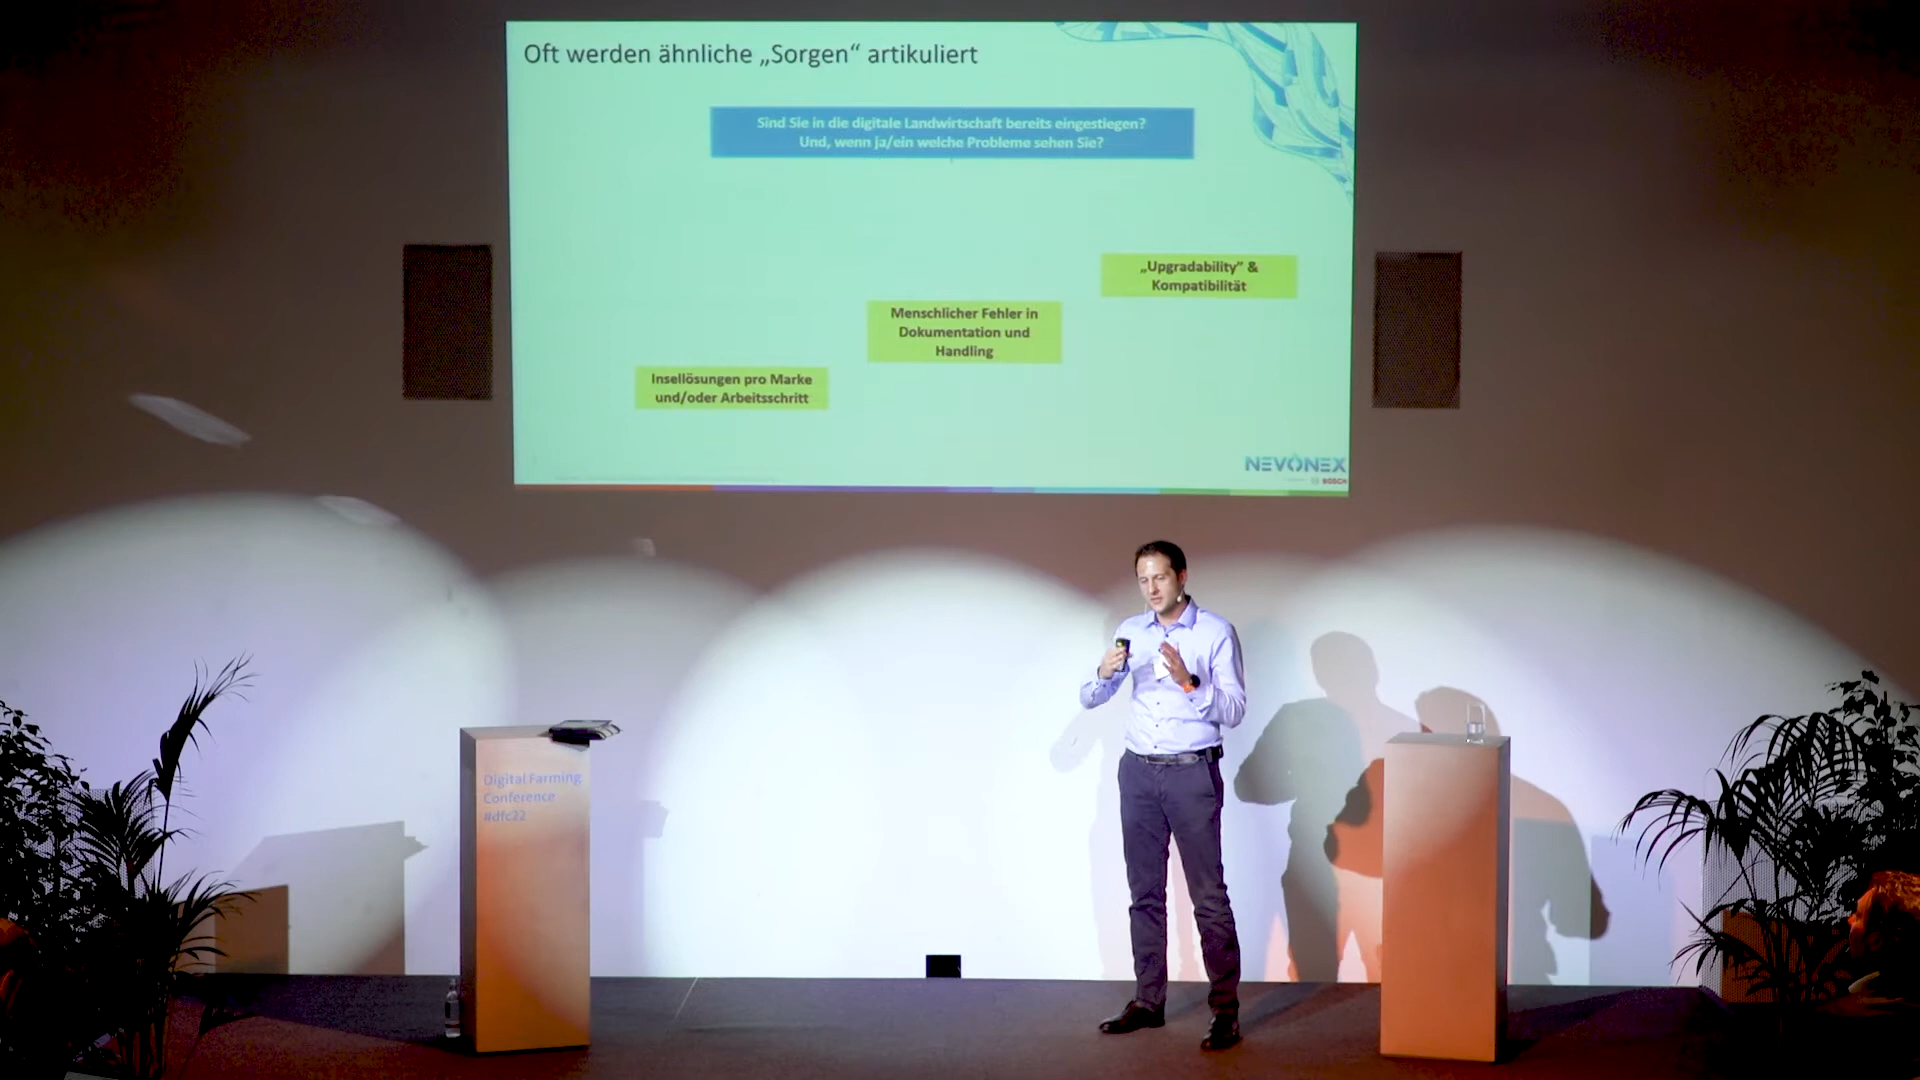 Oft werden ähnliche „Sorgen“ artikuliert
Sind Sie in die digitale Landwirtschaft bereits eingestiegen?
Und, wenn ja/ein welche Probleme sehen Sie?
„Upgradability“ &
Kompatibilität
Menschlicher Fehler in
Dokumentation und
Handling
Insellösungen pro Marke
und/oder Arbeitsschritt
NEVONEX
BOSCH
Digital Farming
Conference
#dfc22